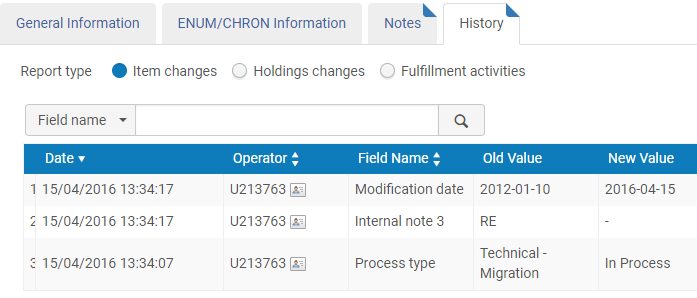 General Information ENUM/CHRON Information Notes History
Report type Item changes Holdings changes Fulfillment activities
Field name
Date Operator Field Name Old Value New Value
1 15/04/2016 13:34:17 U213763 Modification date 2012-01-10 2016-04-15
2 15/04/2016 13:34:17 U213763 Internal note 3 RE -
3 15/04/2016 13:34:07 U213763 Process type Technical - Migration In Process